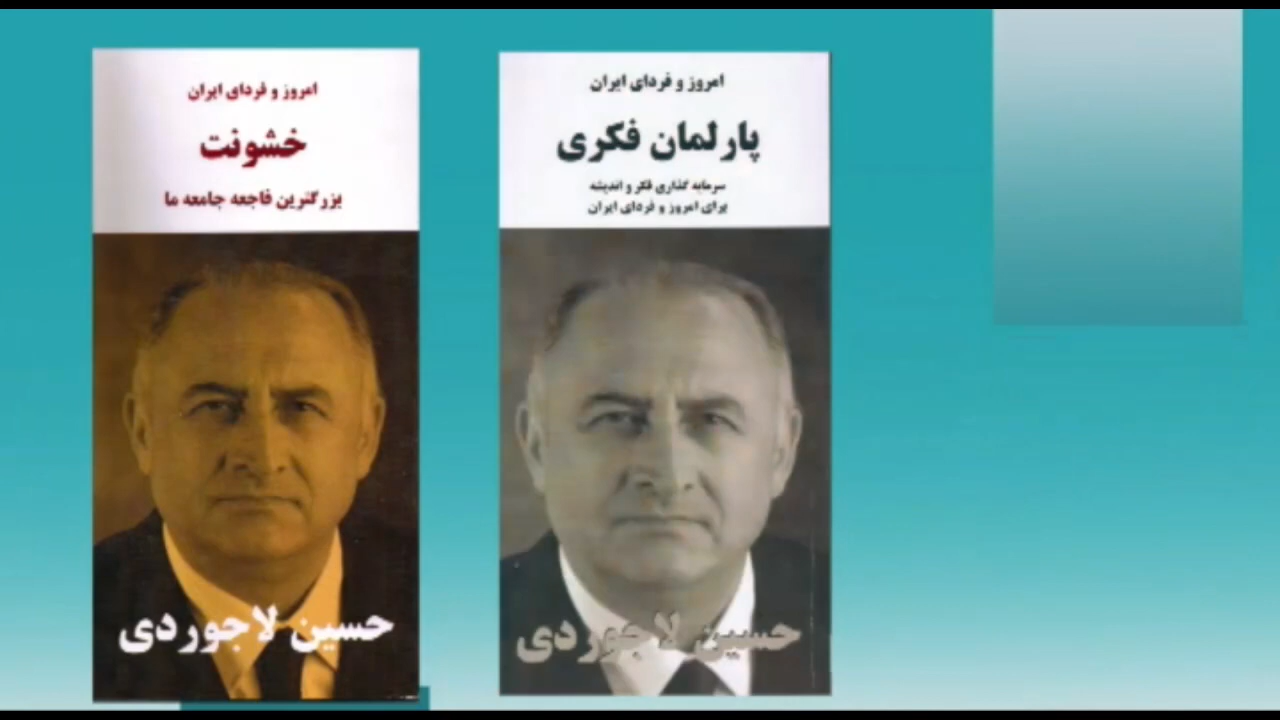 امروز و فردای ایران
پارلمان فکری
سرمایه گذاری فکر و اندیشه
برای امروز و فردای ایران
حسین لاجوردی
امروز و فردای ایران
خشونت
بزرگترین فاجعه جامعه ما
حسین لاجوردی